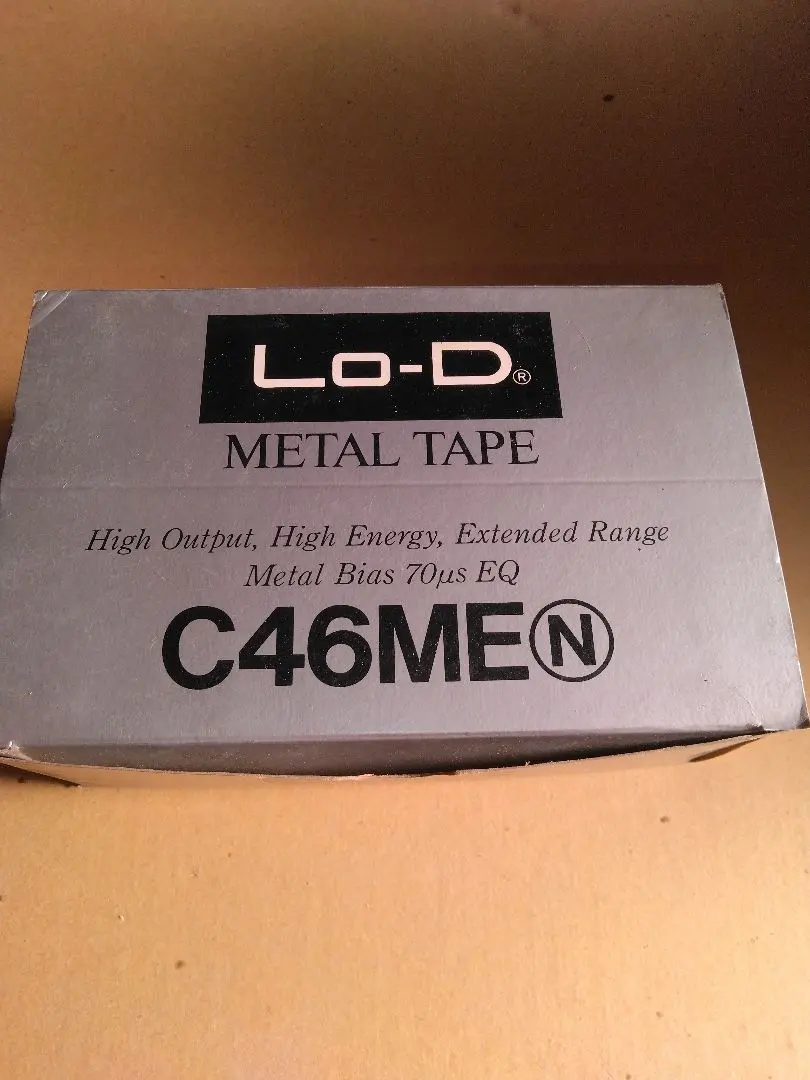 Lo-D®
METAL TAPE
High Output, High Energy, Extended Range
Metal Bias 70μs EQ
C46MEⓃ